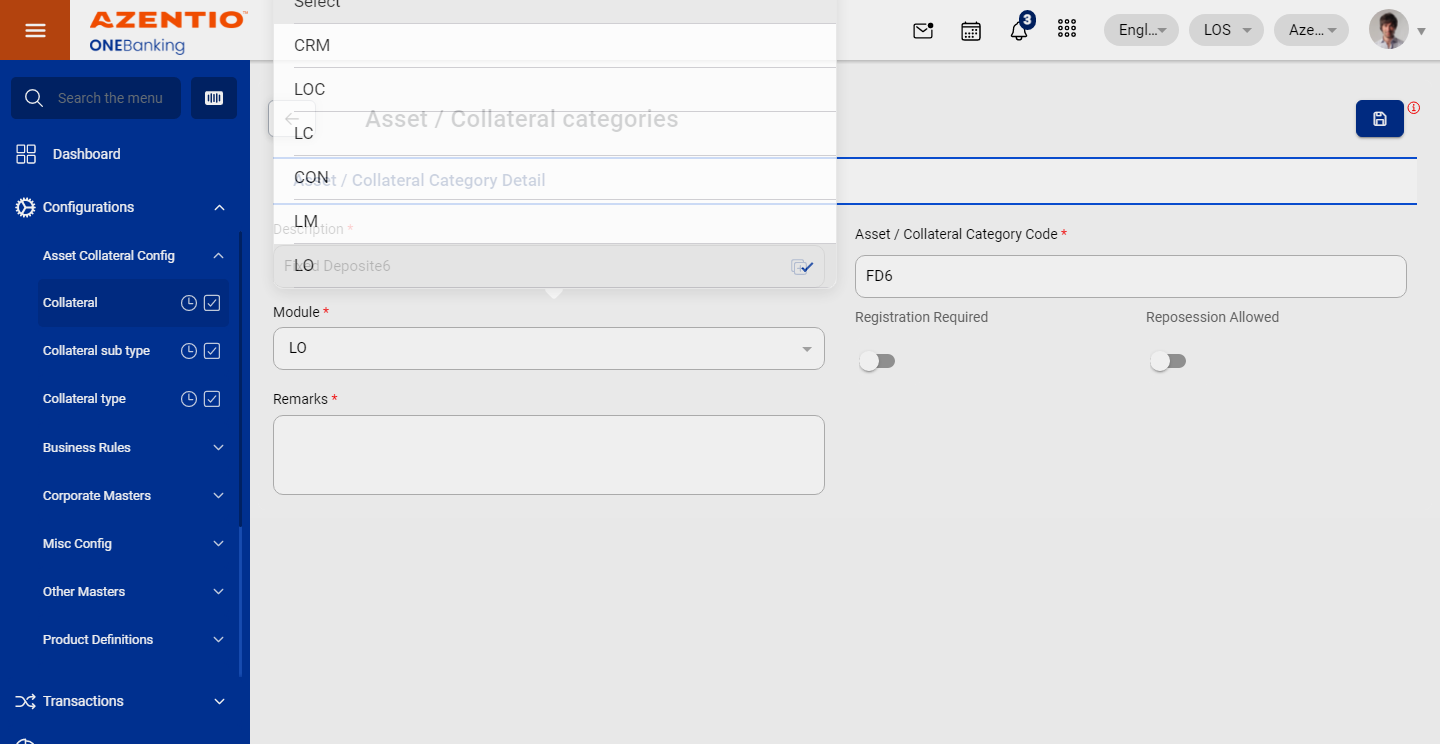 AZENTIO™
ONEBanking
Select
CRM
LOC
LC
CON
LM
LO
3
Engl...
LOS
Aze...
Search the menu
Dashboard
Configurations
Asset Collateral Config
Collateral
Collateral sub type
Collateral type
Business Rules
Corporate Masters
Misc Config
Other Masters
Product Definitions
Transactions
Asset / Collateral categories
Asset / Collateral Category Detail
Description *
Fixed Deposite6
Asset / Collateral Category Code *
FD6
Module *
LO
Registration Required
Reposession Allowed
Remarks *